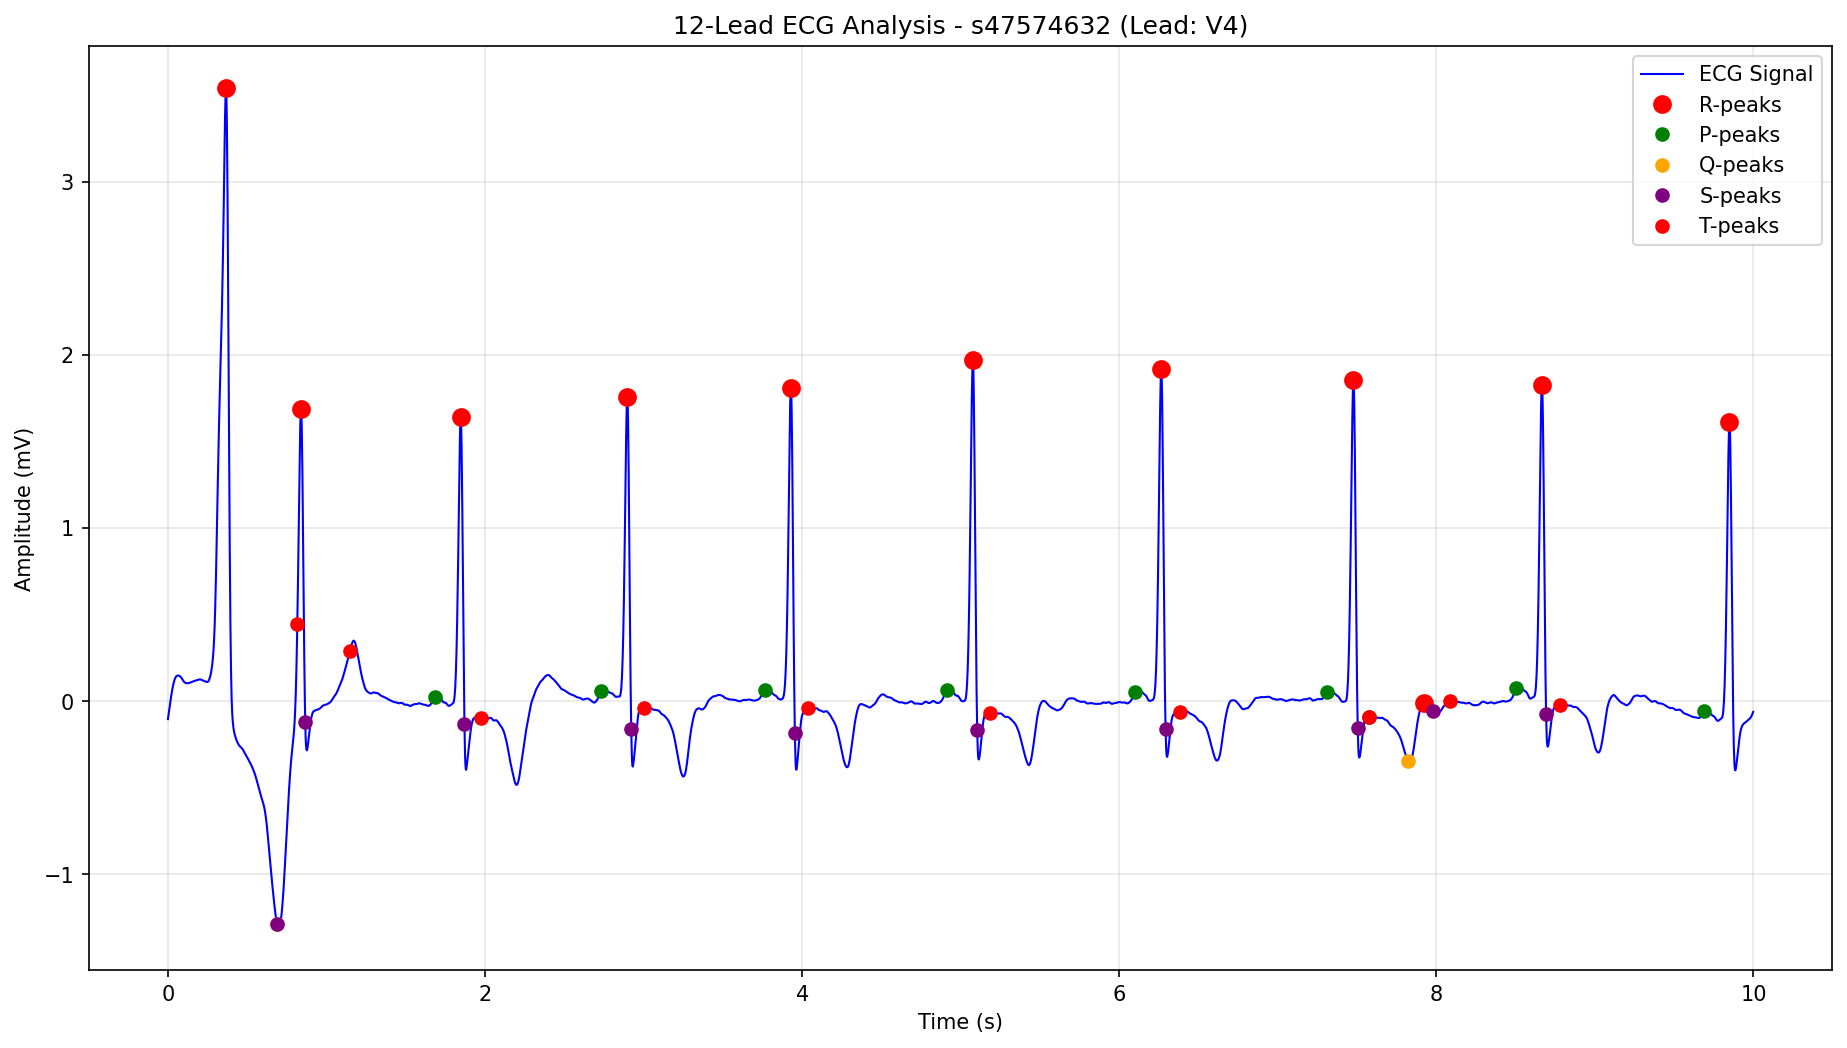 12-Lead ECG Analysis - s47574632 (Lead: V4)
ECG Signal
R-peaks
P-peaks
Q-peaks
S-peaks
T-peaks
Amplitude (mV)
3
2
1
0
−1
0 2 4 6 8 10
Time (s)